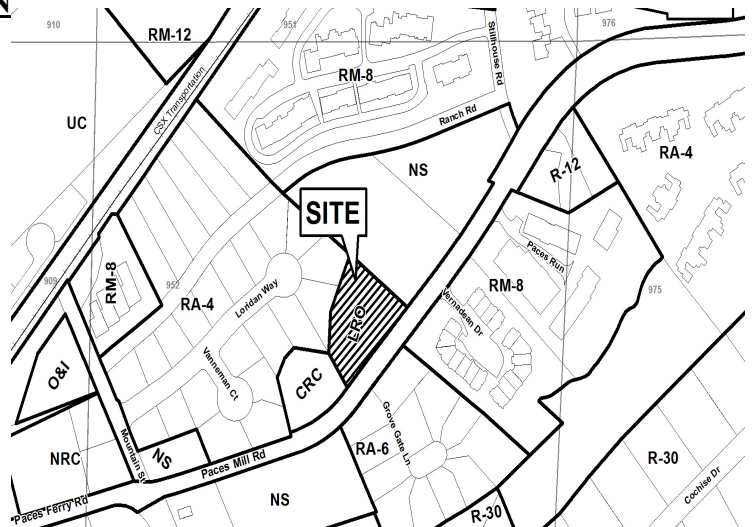 N
910
951
976
RM-12
Stillhouse Rd
CSX Transportation
RM-8
UC
Ranch Rd
RA-4
NS
R-12
SITE
Paces Run
RM-8
909
952
RA-4
Loridan Way
RM-8
975
LRO
Vernadean Dr
O&I
Vanneman Ct
CRC
Grove Gate Ln
NRC
Mountain St
NS
RA-6
Paces Mill Rd
R-30
Cochise Dr
Paces Ferry Rd
NS
R-30